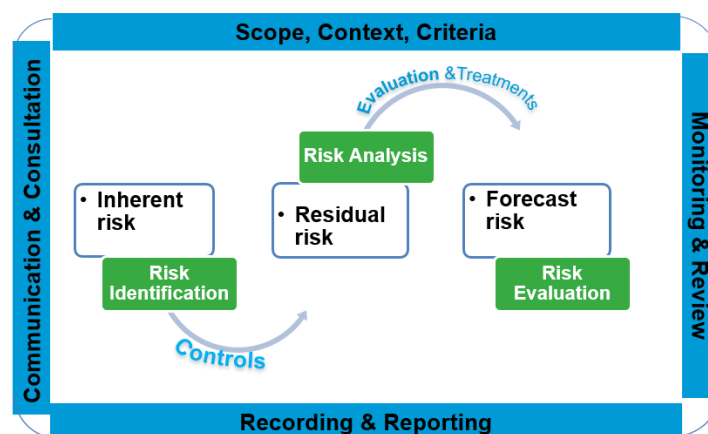 Scope, Context, Criteria
Communication & Consultation
Evaluation &Treatments
Risk Analysis
• Inherent
risk
• Residual
risk
• Forecast
risk
Risk
Identification
Risk
Evaluation
Controls
Monitoring & Review
Recording & Reporting